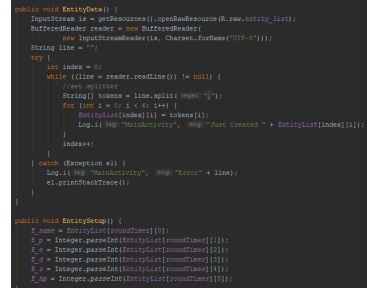 public void EntityData() {
InputStream is = getResources().openRawResource(R.raw.entity_list);
BufferedReader reader = new BufferedReader(
new InputStreamReader(is, Charset.forName("UTF-8")));
String line = "";
try {
int index = 0;
while ((line = reader.readLine()) != null) {
//set splitter
String[] tokens = line.split( regex: ";");
for (int i = 0; i < 6; i++) {
EntityList[index][i] = tokens[i];
Log.i( tag: "MainActivity", msg: "Just Created " + EntityList[index][i]);
}
index++;
}
} catch (Exception e1) {
Log.i( tag: "MainActivity", msg: "Error" + line);
e1.printStackTrace();
}
}
public void EntitySetup() {
E_name = EntityList[roundTimer][0];
E_p = Integer.parseInt(EntityList[roundTimer][1]);
E_e = Integer.parseInt(EntityList[roundTimer][2]);
E_d = Integer.parseInt(EntityList[roundTimer][3]);
E_s = Integer.parseInt(EntityList[roundTimer][4]);
E_hp = Integer.parseInt(EntityList[roundTimer][5]);